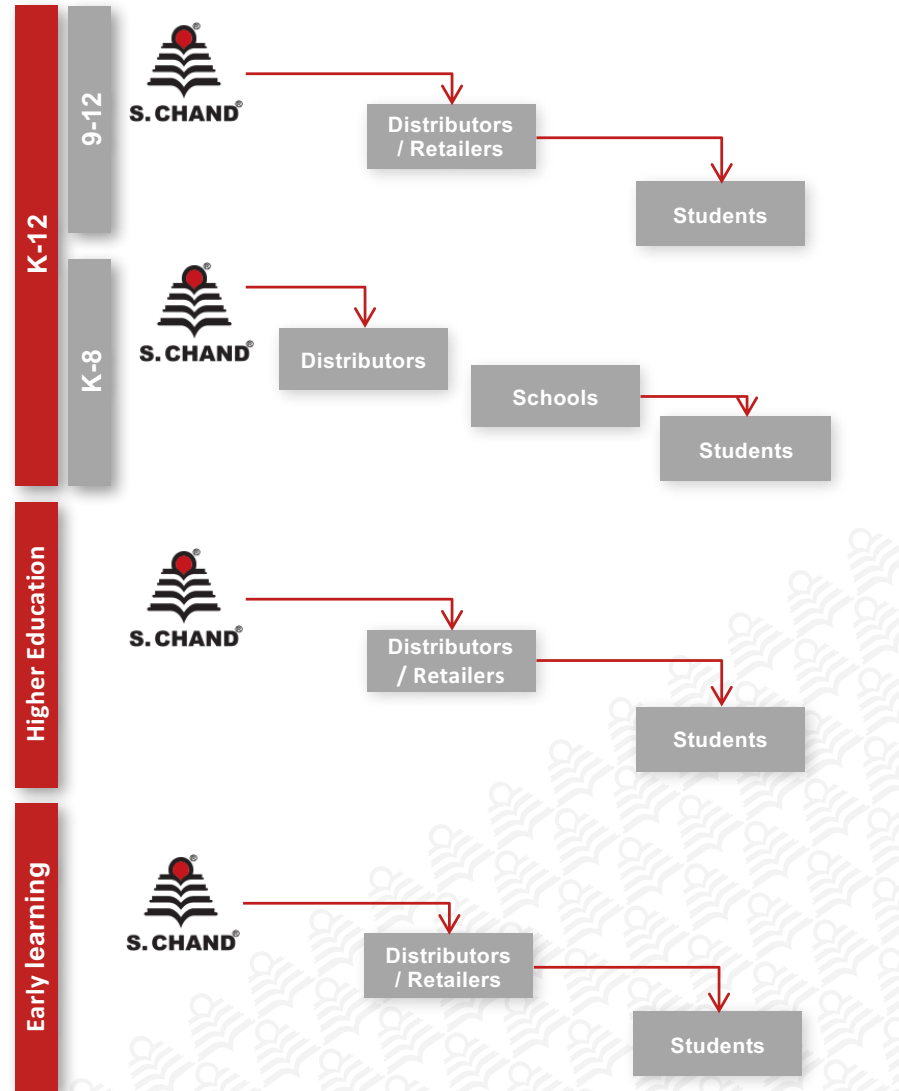 K-12
9-12
S. CHAND®
Distributors
/ Retailers
Students
K-8
S. CHAND®
Distributors
Schools
Students
Higher Education
S. CHAND®
Distributors
/ Retailers
Students
Early learning
S. CHAND®
Distributors
/ Retailers
Students